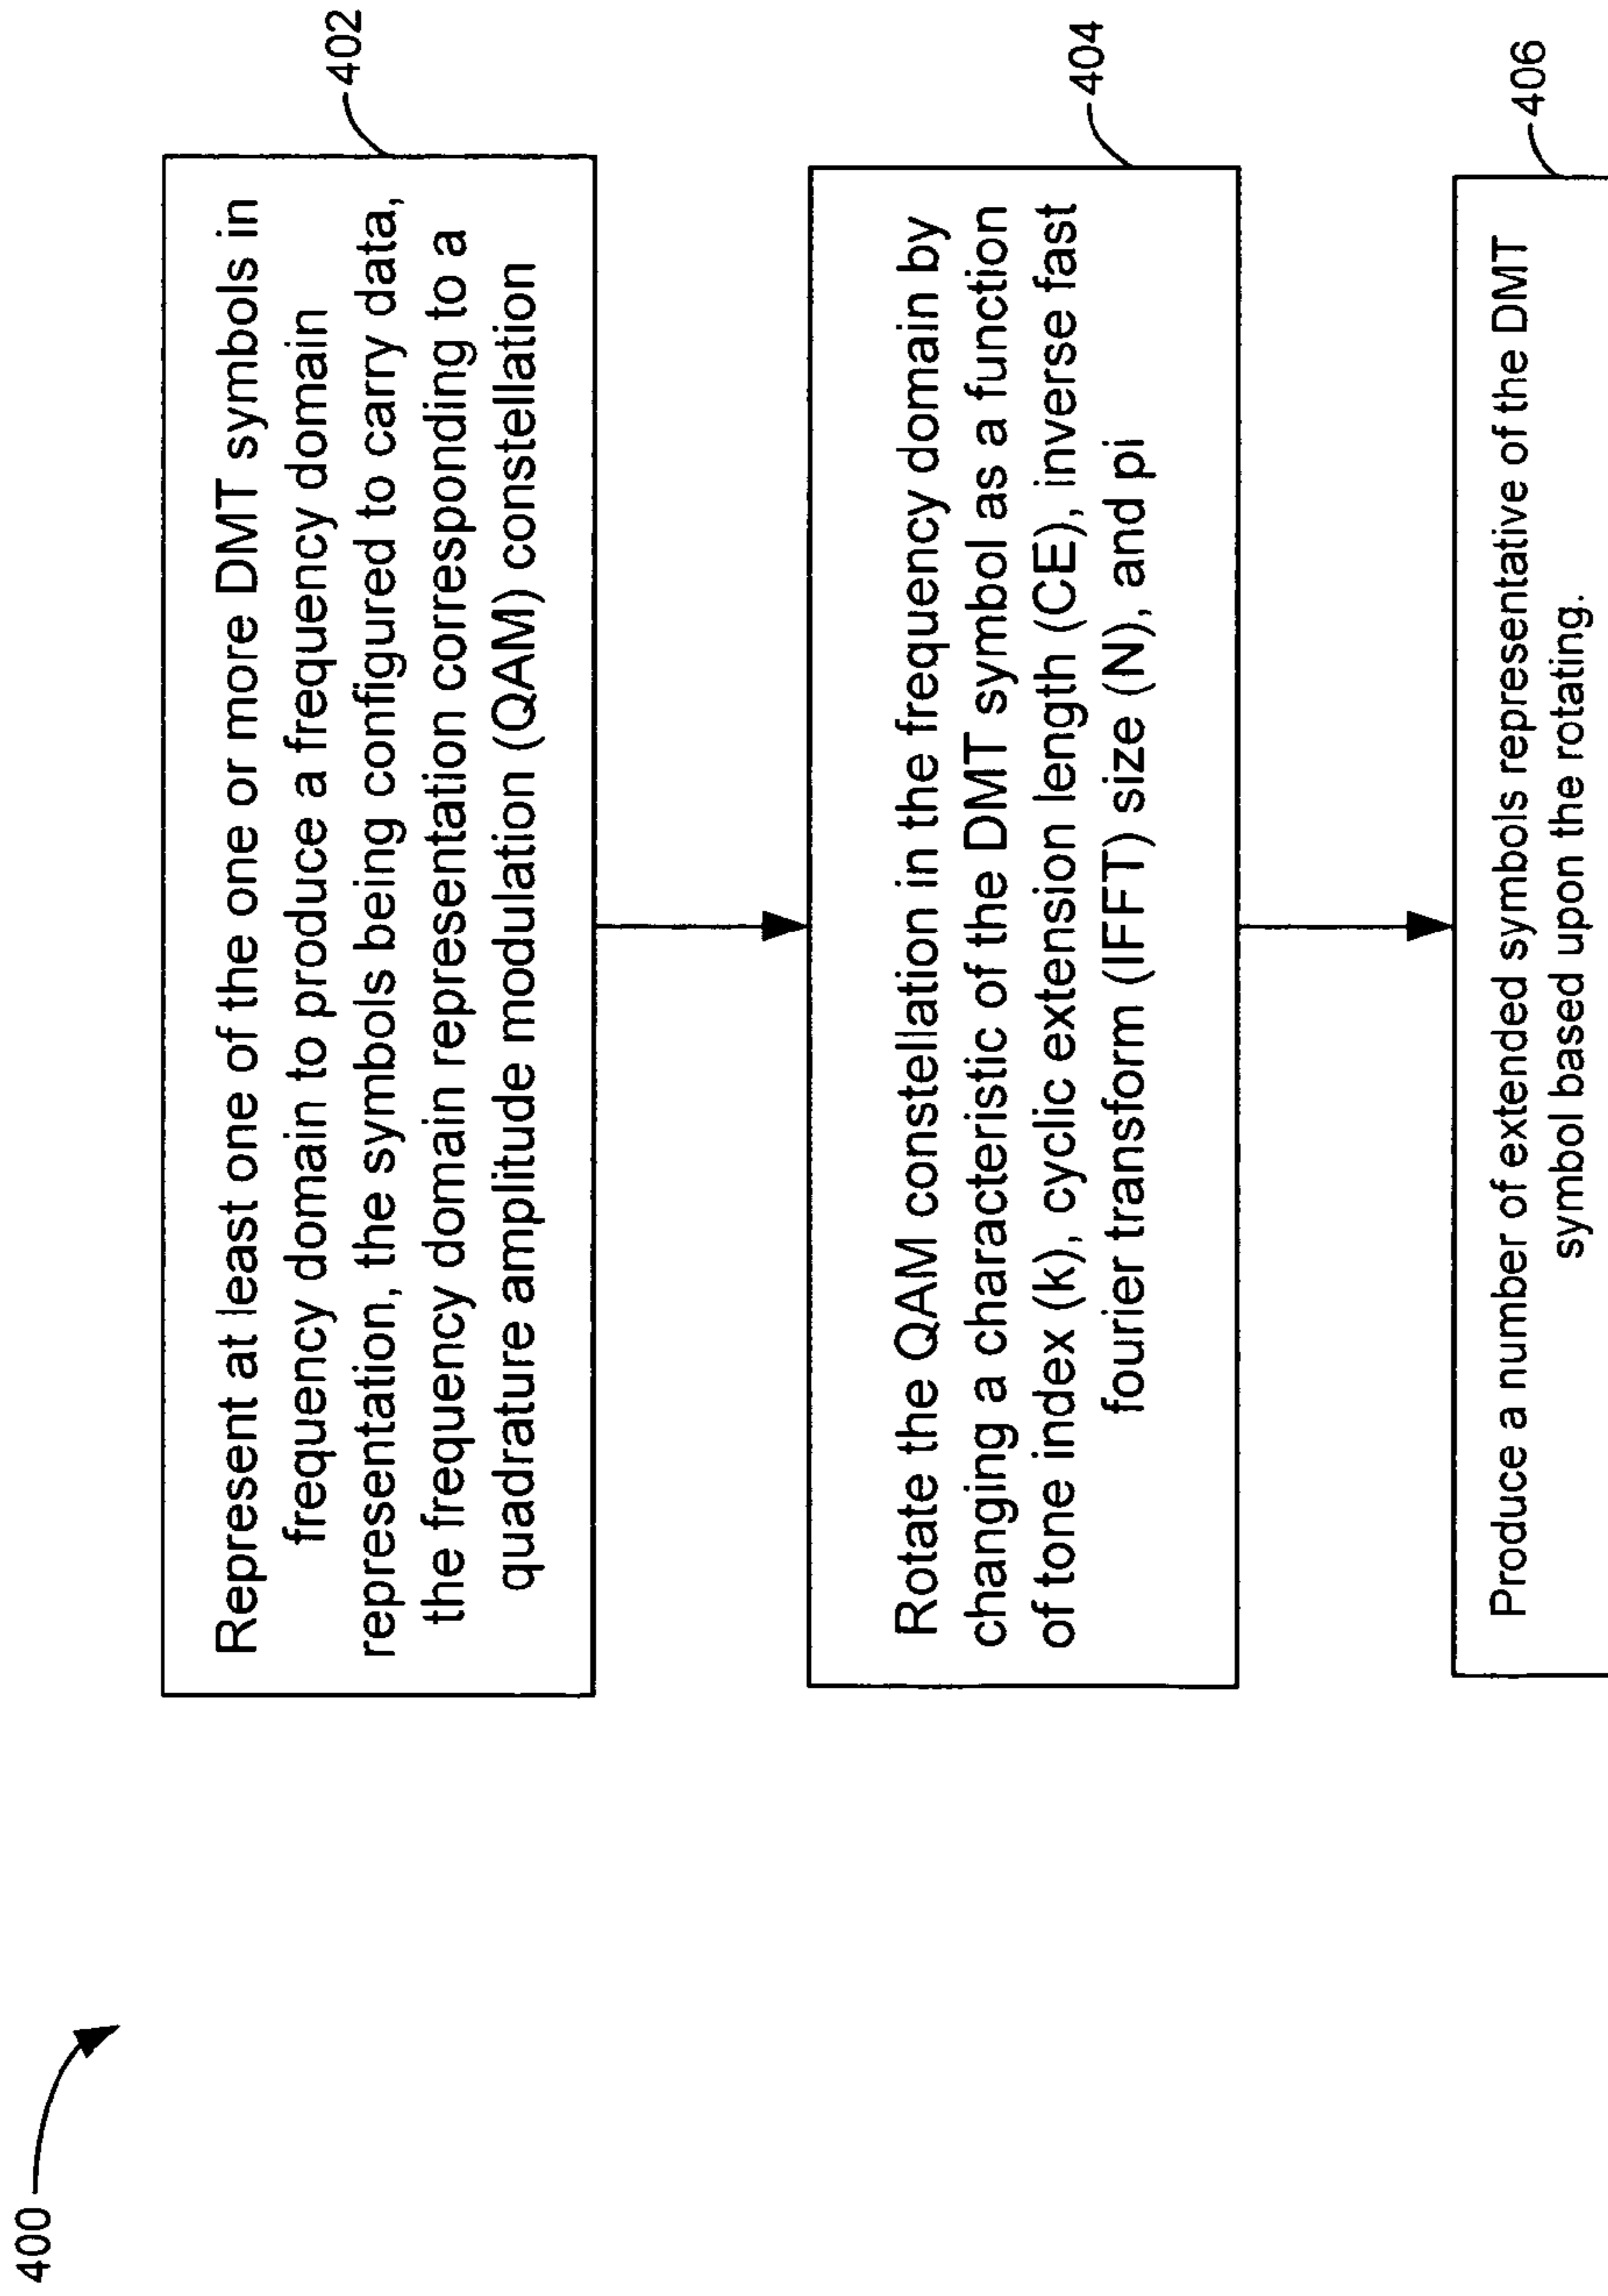 400
Represent at least one of the one or more DMT symbols in
frequency domain to produce a frequency domain
representation, the symbols being configured to carry data,
the frequency domain representation corresponding to a
quadrature amplitude modulation (QAM) constellation
402
Rotate the QAM constellation in the frequency domain by
changing a characteristic of the DMT symbol as a function
of tone index (k), cyclic extension length (CE), inverse fast
fourier transform (IFFT) size (N), and pi
404
Produce a number of extended symbols representative of the DMT
symbol based upon the rotating.
406